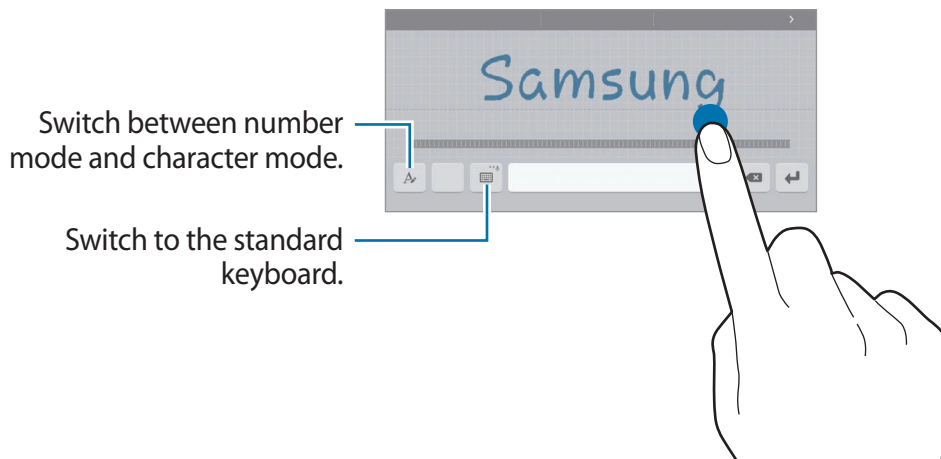 Samsung
Switch between number
mode and character mode.
A
Switch to the standard
keyboard.